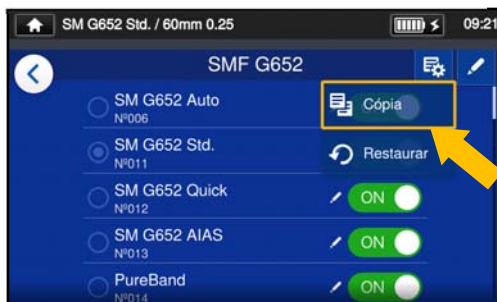 SM G652 Std. / 60mm 0.25
09:21
SMF G652
SM G652 Auto
Nº006
Cópia
SM G652 Std.
Nº011
Restaurar
SM G652 Quick
Nº012
ON
SM G652 AIAS
Nº013
ON
PureBand
Nº014
ON